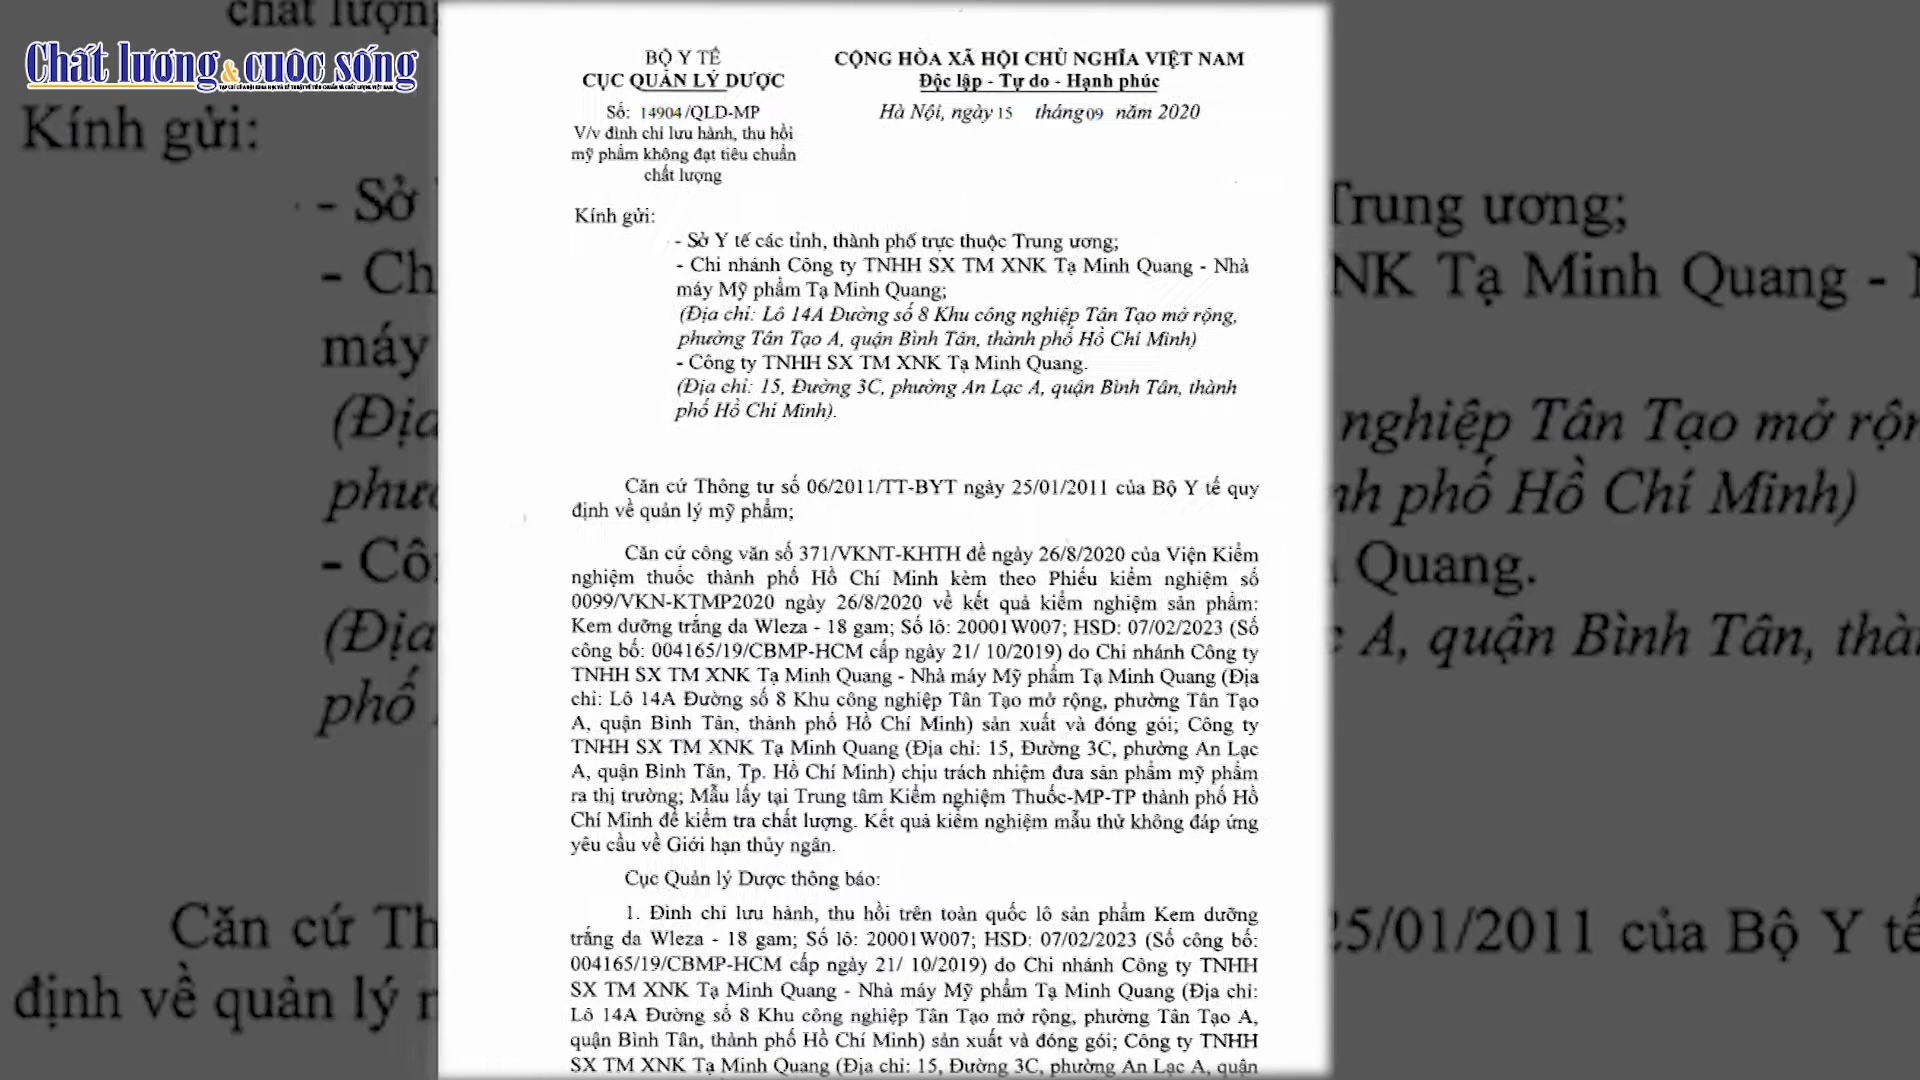 Chất lượng & cuộc sống
BỘ Y TẾ
CỤC QUẢN LÝ DƯỢC
Số: 14904/QLD-MP
V/v đình chỉ lưu hành, thu hồi
mỹ phẩm không đạt tiêu chuẩn
chất lượng
CỘNG HÒA XÃ HỘI CHỦ NGHĨA VIỆT NAM
Độc lập - Tự do - Hạnh phúc
Hà Nội, ngày 15 tháng 09 năm 2020
Kính gửi:
- Sở Y tế các tỉnh, thành phố trực thuộc Trung ương;
- Chi nhánh Công ty TNHH SX TM XNK Tạ Minh Quang - Nhà
máy Mỹ phẩm Tạ Minh Quang;
(Địa chỉ: Lô 14A Đường số 8 Khu công nghiệp Tân Tạo mở rộng,
phường Tân Tạo A, quận Bình Tân, thành phố Hồ Chí Minh)
- Công ty TNHH SX TM XNK Tạ Minh Quang.
(Địa chỉ: 15, Đường 3C, phường An Lạc A, quận Bình Tân, thành
phố Hồ Chí Minh).
Căn cứ Thông tư số 06/2011/TT-BYT ngày 25/01/2011 của Bộ Y tế quy
định về quản lý mỹ phẩm;
Căn cứ công văn số 371/VKNT-KHTH đề ngày 26/8/2020 của Viện Kiểm
nghiệm thuốc thành phố Hồ Chí Minh kèm theo Phiếu kiểm nghiệm số
0099/VKN-KTMP2020 ngày 26/8/2020 về kết quả kiểm nghiệm sản phẩm:
Kem dưỡng trắng da Wleza - 18 gam; Số lô: 20001W007; HSD: 07/02/2023 (Số
công bố: 004165/19/CBMP-HCM cấp ngày 21/ 10/2019) do Chi nhánh Công ty
TNHH SX TM XNK Tạ Minh Quang - Nhà máy Mỹ phẩm Tạ Minh Quang (Địa
chỉ: Lô 14A Đường số 8 Khu công nghiệp Tân Tạo mở rộng, phường Tân Tạo
A, quận Bình Tân, thành phố Hồ Chí Minh) sản xuất và đóng gói; Công ty
TNHH SX TM XNK Tạ Minh Quang (Địa chỉ: 15, Đường 3C, phường An Lạc
A, quận Bình Tân, Tp. Hồ Chí Minh) chịu trách nhiệm đưa sản phẩm mỹ phẩm
ra thị trường; Mẫu lấy tại Trung tâm Kiểm nghiệm Thuốc-MP-TP thành phố Hồ
Chí Minh để kiểm tra chất lượng. Kết quả kiểm nghiệm mẫu thử không đáp ứng
yêu cầu về Giới hạn thủy ngân.
Cục Quản lý Dược thông báo:
1. Đình chỉ lưu hành, thu hồi trên toàn quốc lô sản phẩm Kem dưỡng
trắng da Wleza - 18 gam; Số lô: 20001W007; HSD: 07/02/2023 (Số công bố:
004165/19/CBMP-HCM cấp ngày 21/ 10/2019) do Chi nhánh Công ty TNHH
SX TM XNK Tạ Minh Quang - Nhà máy Mỹ phẩm Tạ Minh Quang (Địa chỉ:
Lô 14A Đường số 8 Khu công nghiệp Tân Tạo mở rộng, phường Tân Tạo A,
quận Bình Tân, thành phố Hồ Chí Minh) sản xuất và đóng gói; Công ty TNHH
SX TM XNK Tạ Minh Quang (Địa chỉ: 15, Đường 3C, phường An Lạc A, quận